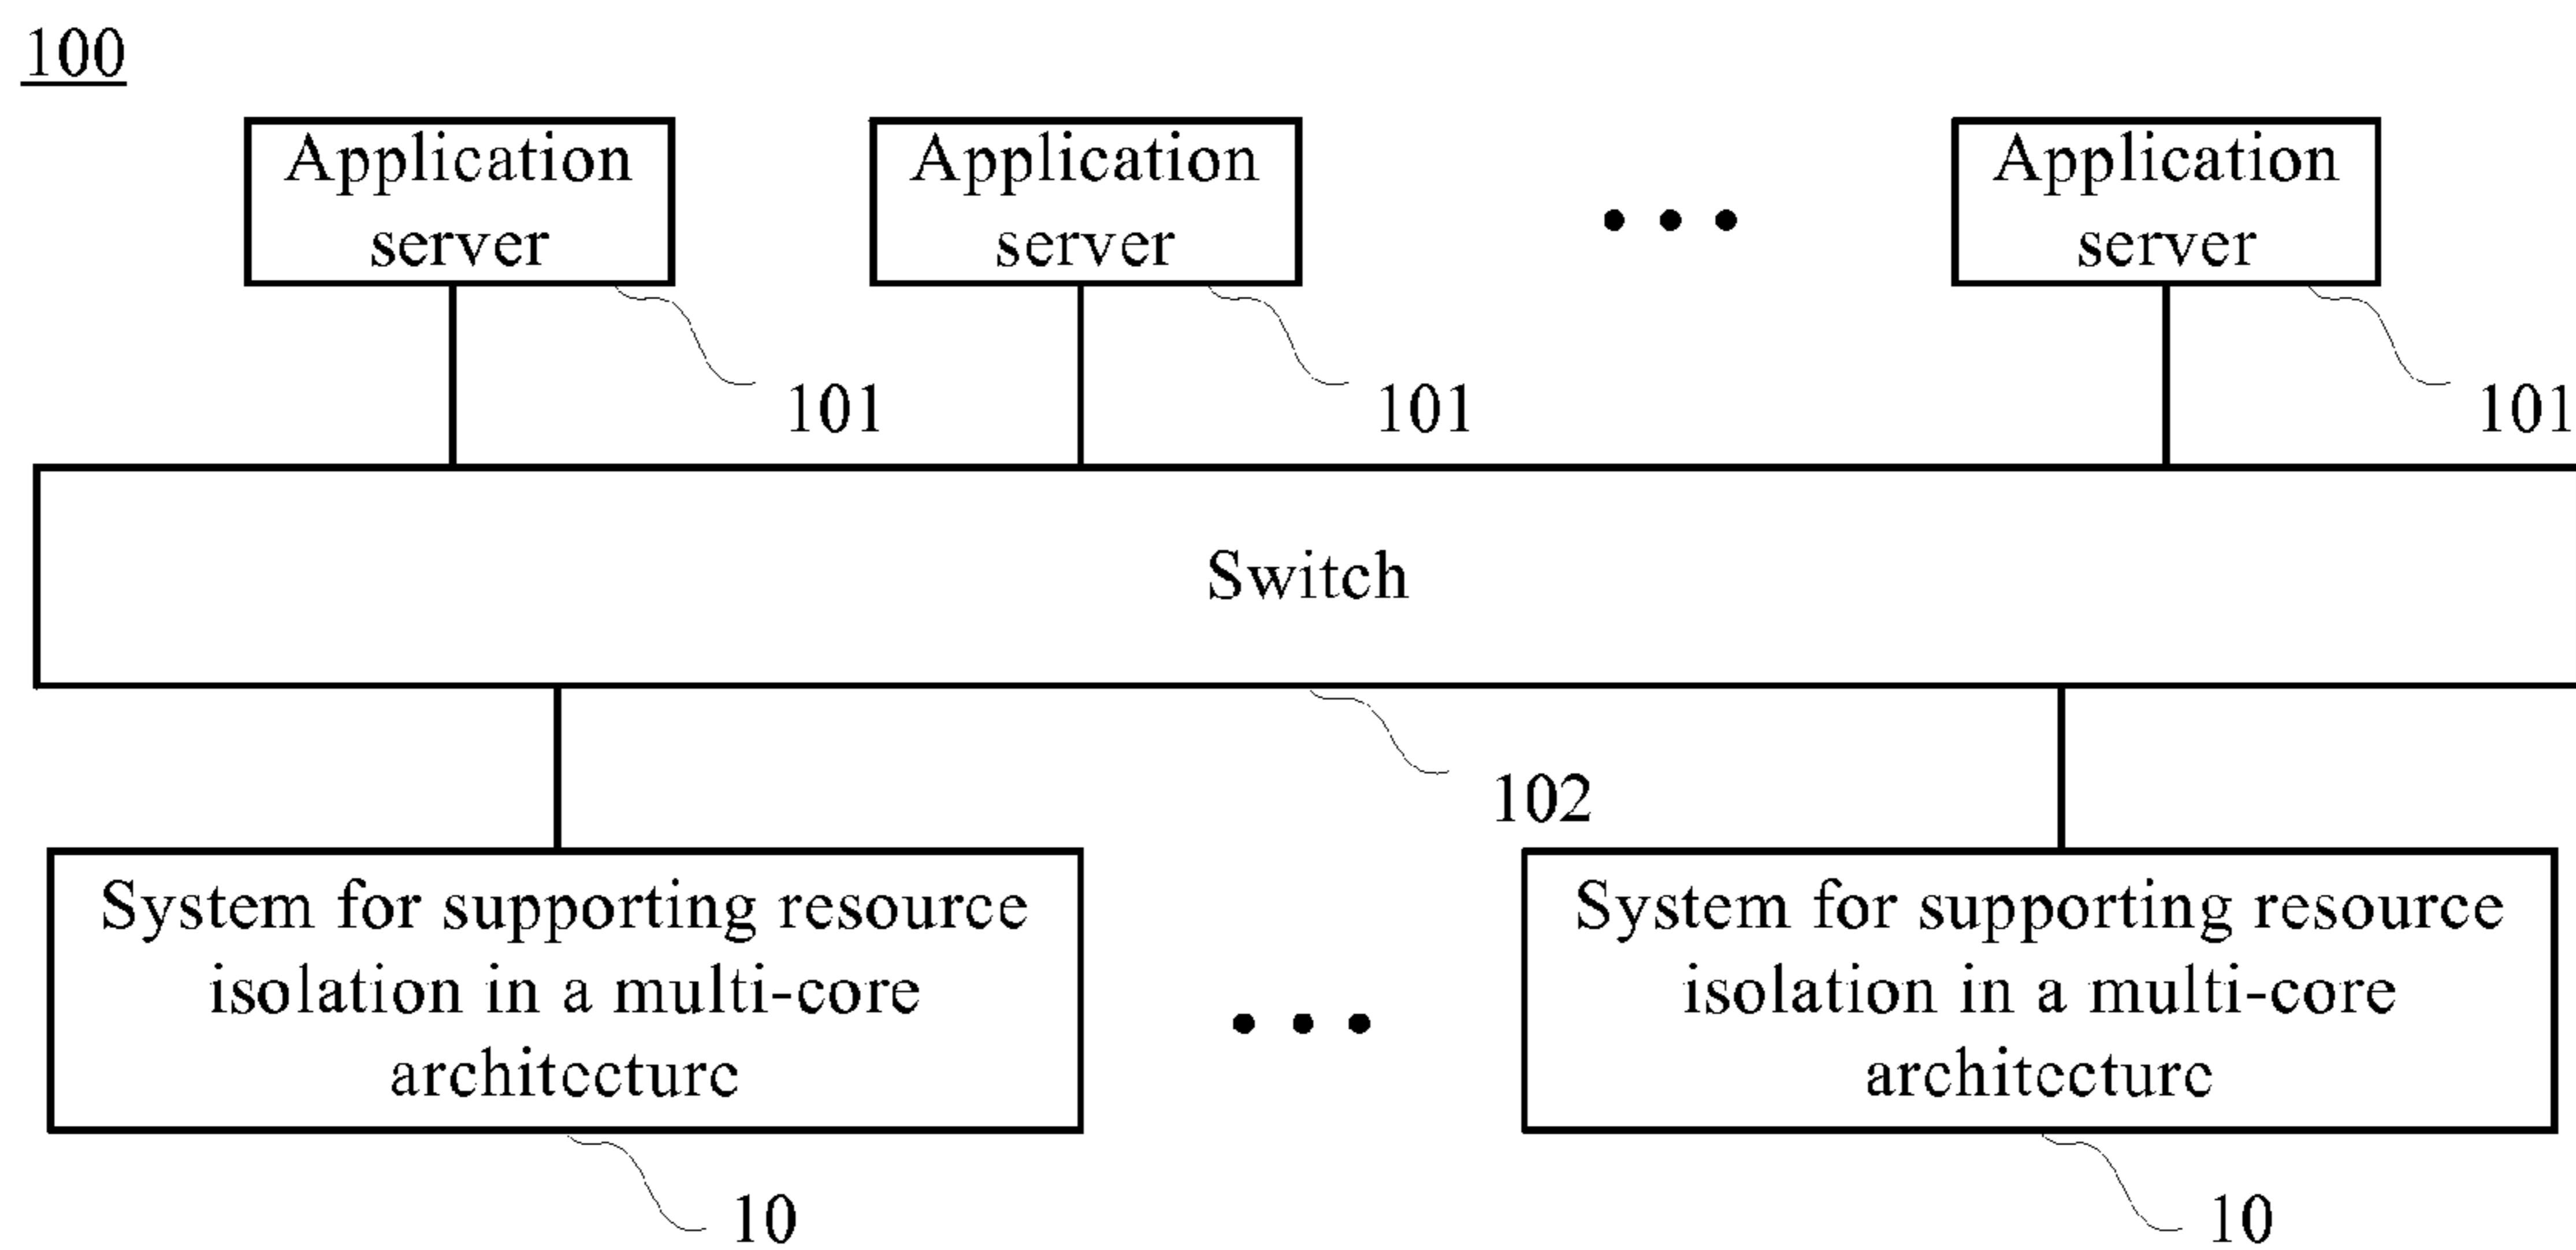 100
Application
server
Application
server
Application
server
101
101
101
Switch
102
System for supporting resource
isolation in a multi-core
architecture
System for supporting resource
isolation in a multi-core
architecture
10
10